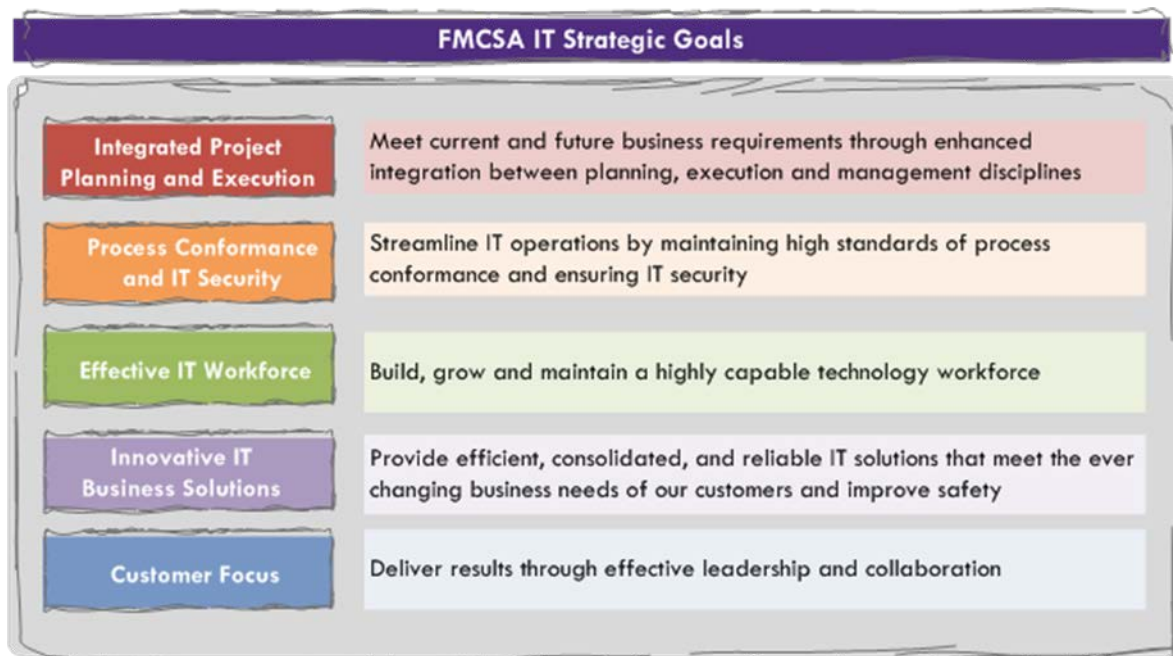 FMCSA IT Strategic Goals
Integrated Project
Planning and Execution
Meet current and future business requirements through enhanced
integration between planning, execution and management disciplines
Process Conformance
and IT Security
Streamline IT operations by maintaining high standards of process
conformance and ensuring IT security
Effective IT Workforce
Build, grow and maintain a highly capable technology workforce
Innovative IT
Business Solutions
Provide efficient, consolidated, and reliable IT solutions that meet the ever
changing business needs of our customers and improve safety
Customer Focus
Deliver results through effective leadership and collaboration